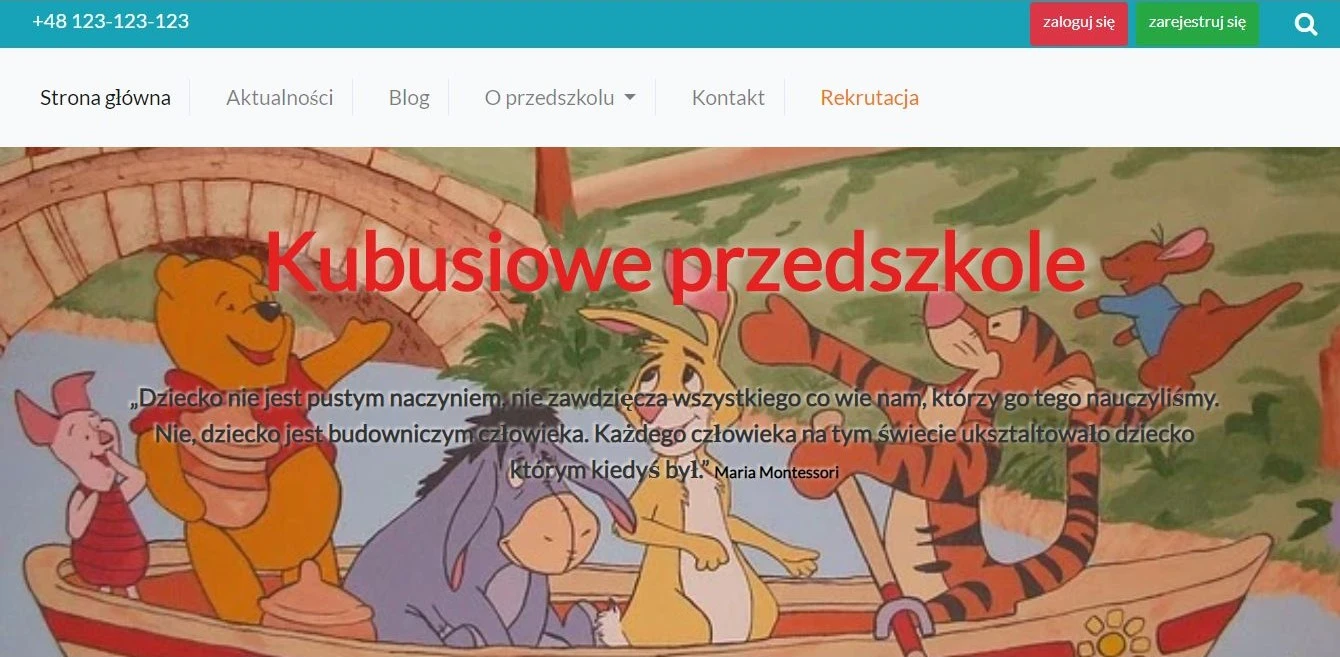 +48 123-123-123
zaloguj się
zarejestruj się
Strona główna
Aktualności
Blog
O przedszkolu
Kontakt
Rekrutacja
Kubusiowe przedszkole
„Dziecko nie jest pustym naczyniem, nie zawdzięcza wszystkiego co wie nam, którzy go tego nauczyliśmy.
Nie, dziecko jest budowniczym człowieka. Każdego człowieka na tym świecie ukształtowało dziecko
którym kiedyś był.” Maria Montessori